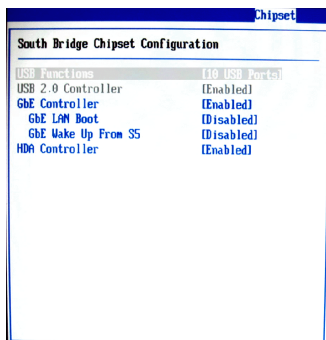 Chipset
South Bridge Chipset Configuration
USB Functions [10 USB Ports]
USB 2.0 Controller [Enabled]
GbE Controller [Enabled]
GbE LAN Boot [Disabled]
GbE Wake Up From S5 [Disabled]
HDA Controller [Enabled]